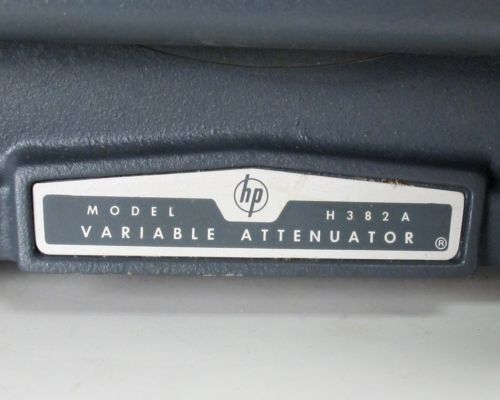 hp
MODEL H382A
VARIABLE ATTENUATOR ®